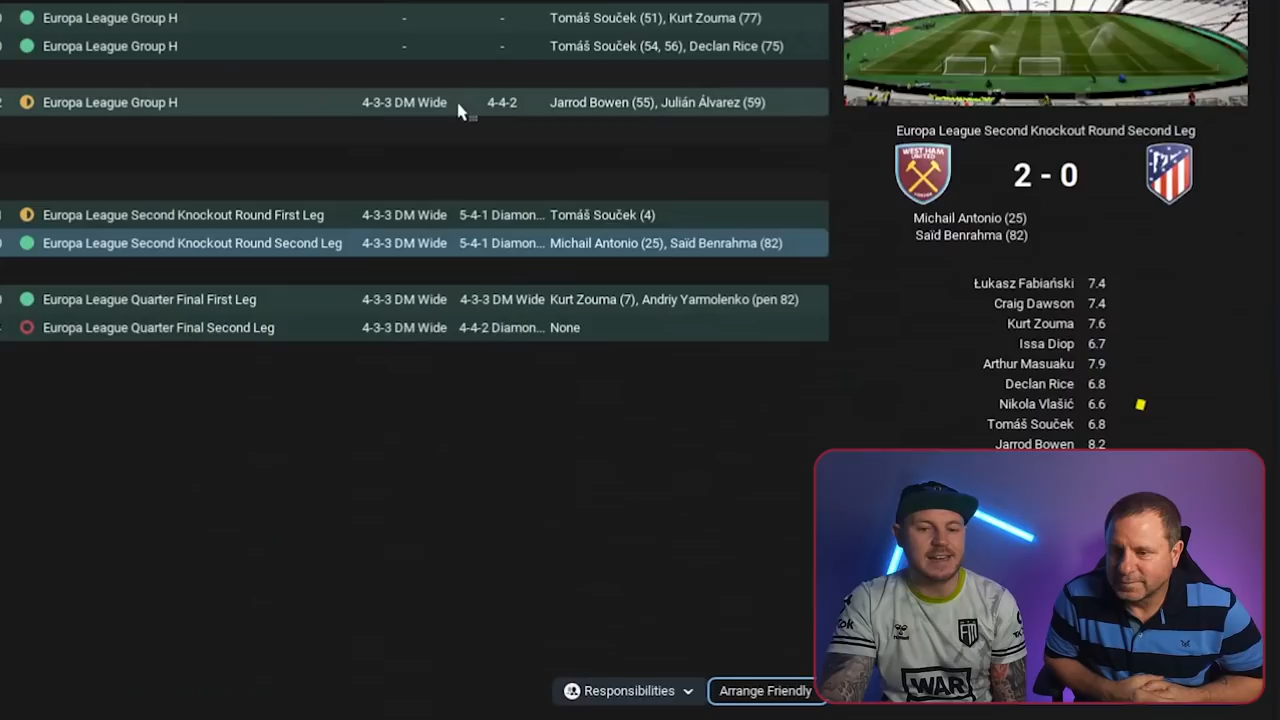 Europa League Group H - - Tomáš Souček (51), Kurt Zouma (77)
Europa League Group H - - Tomáš Souček (54, 56), Declan Rice (75)
Europa League Group H 4-3-3 DM Wide 4-4-2 Jarrod Bowen (55), Julián Álvarez (59)
Europa League Second Knockout Round First Leg 4-3-3 DM Wide 5-4-1 Diamon... Tomáš Souček (4)
Europa League Second Knockout Round Second Leg 4-3-3 DM Wide 5-4-1 Diamon... Michail Antonio (25), Saïd Benrahma (82)
Europa League Quarter Final First Leg 4-3-3 DM Wide 4-3-3 DM Wide Kurt Zouma (7), Andriy Yarmolenko (pen 82)
Europa League Quarter Final Second Leg 4-3-3 DM Wide 4-4-2 Diamon... None
Europa League Second Knockout Round Second Leg
WEST HAM
UNITED
2 - 0
Michail Antonio (25)
Saïd Benrahma (82)
Łukasz Fabiański 7.4
Craig Dawson 7.4
Kurt Zouma 7.6
Issa Diop 6.7
Arthur Masuaku 7.9
Declan Rice 6.8
Nikola Vlašić 6.6
Tomáš Souček 6.8
Jarrod Bowen 8.2
FM
WAR
Responsibilities
Arrange Friendly